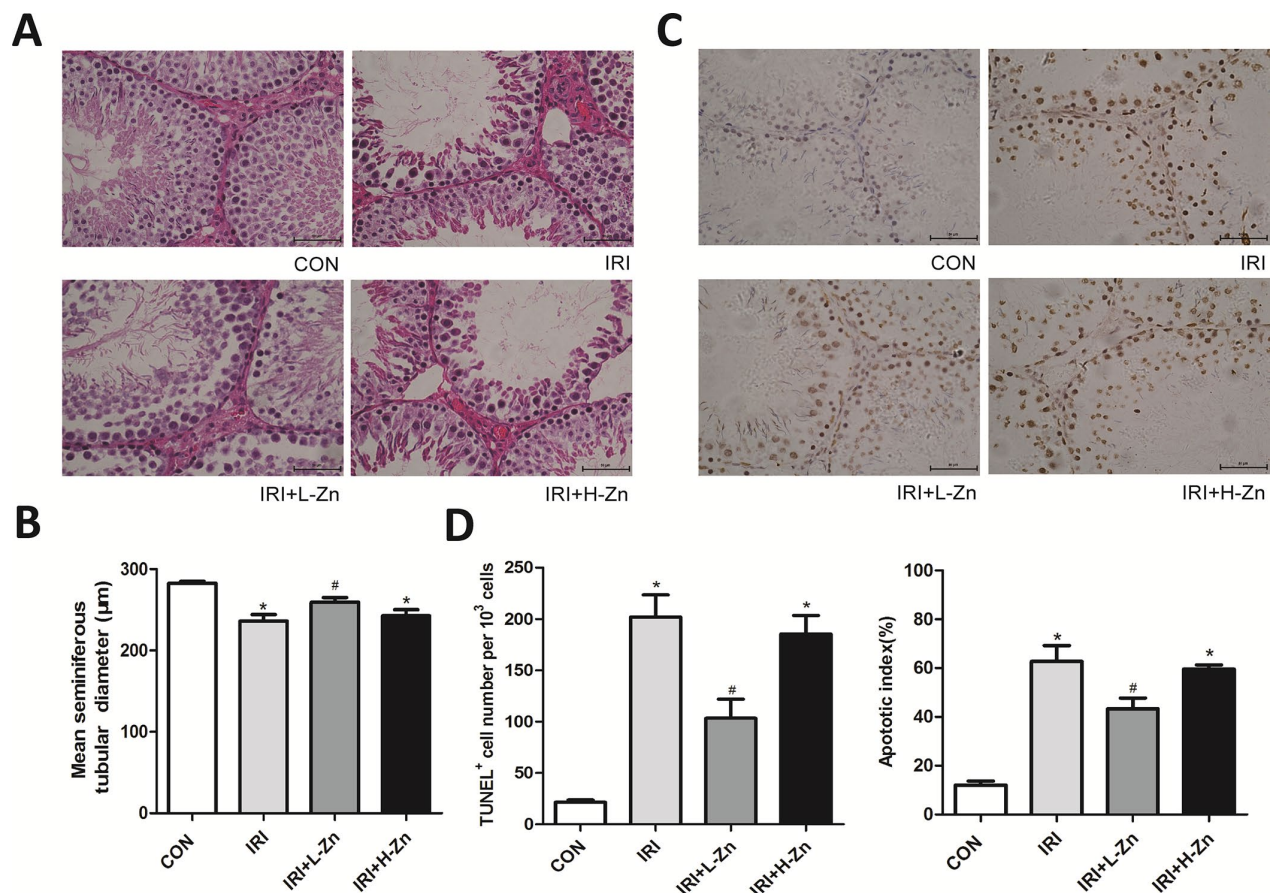 A
C
CON
IRI
CON
IRI
IRI+L-Zn
IRI+H-Zn
IRI+L-Zn
IRI+H-Zn
B
D
Mean seminiferous
tubular diameter (µm)
300
200
100
0
*
#
*
CON
IRI
IRI+L-Zn
IRI+H-Zn
TUNEL⁺ cell number per 10³ cells
250
200
150
100
50
0
*
#
*
CON
IRI
IRI+L-Zn
IRI+H-Zn
Apototic index(%)
100
80
60
40
20
0
*
#
*
CON
IRI
IRI+L-Zn
IRI+H-Zn